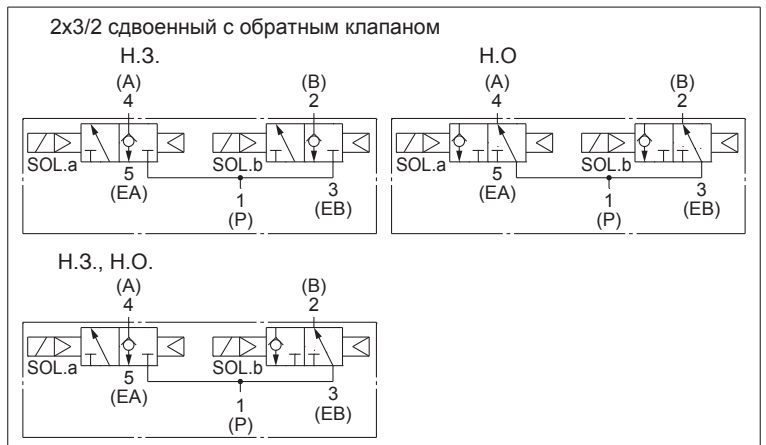 2х3/2 сдвоенный с обратным клапаном
Н.З.
(A) (B)
4 2
SOL.a SOL.b
5 3
(EA) 1 (EB)
(P)
Н.О
(A) (B)
4 2
SOL.a SOL.b
5 3
(EA) 1 (EB)
(P)
Н.З., Н.О.
(A) (B)
4 2
SOL.a SOL.b
5 3
(EA) 1 (EB)
(P)